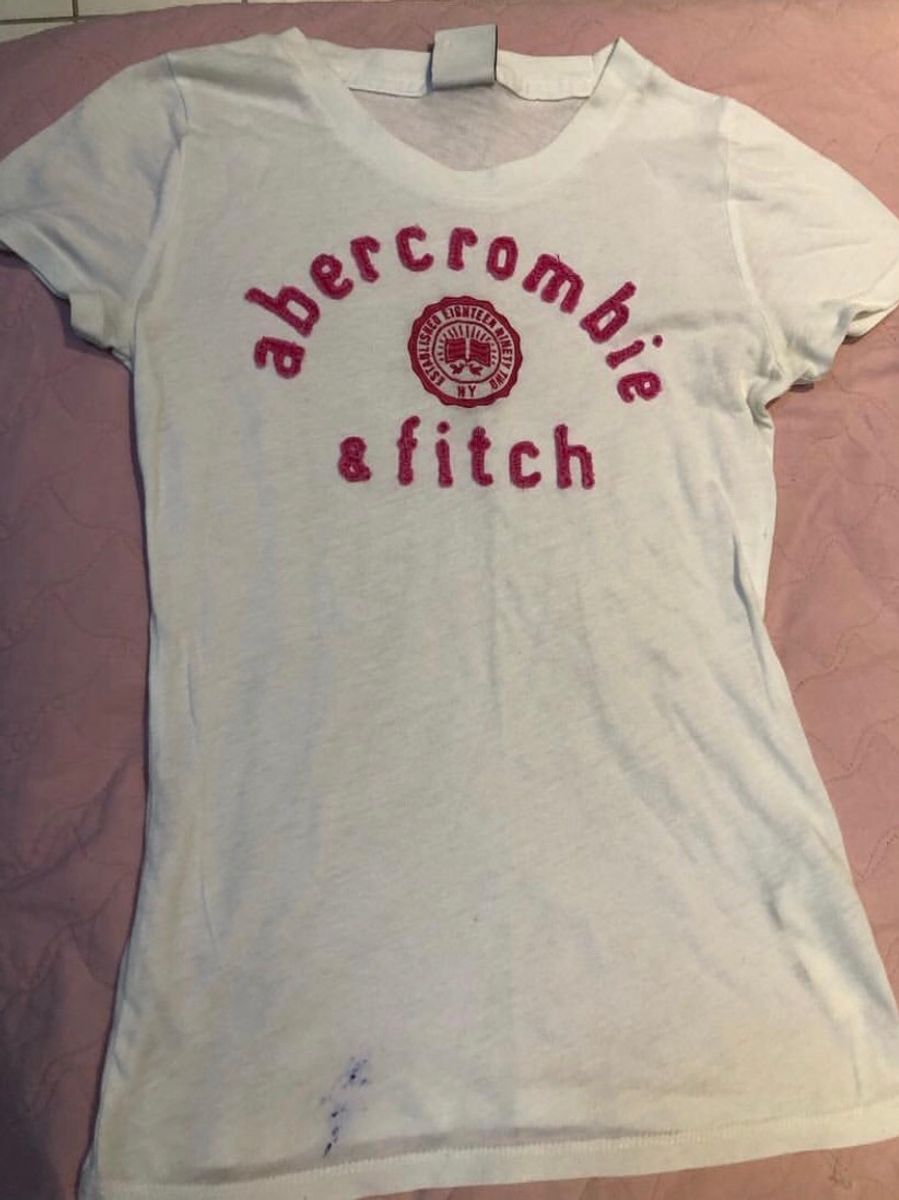 abercrombie
ESTABLISHED EIGHTEEN NINETY TWO
NY
& fitch